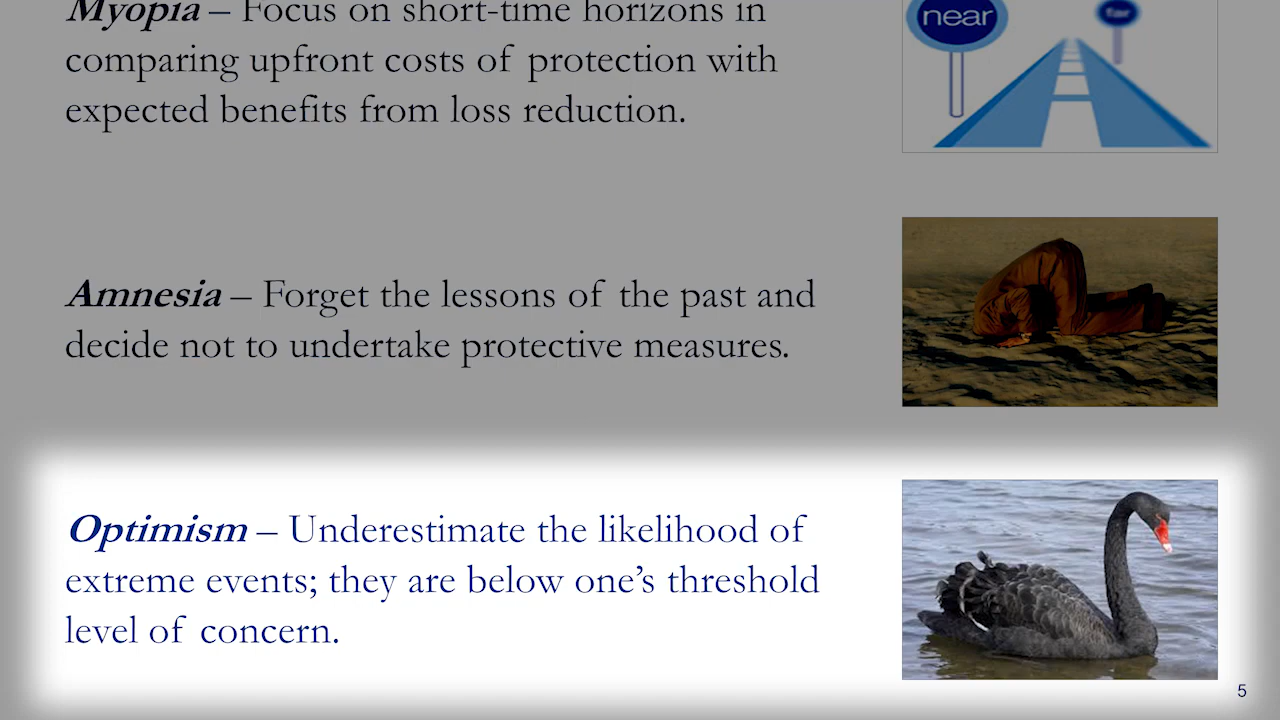 Myopia – Focus on short-time horizons in
comparing upfront costs of protection with
expected benefits from loss reduction.
near
far
Amnesia – Forget the lessons of the past and
decide not to undertake protective measures.
Optimism – Underestimate the likelihood of
extreme events; they are below one’s threshold
level of concern.
5